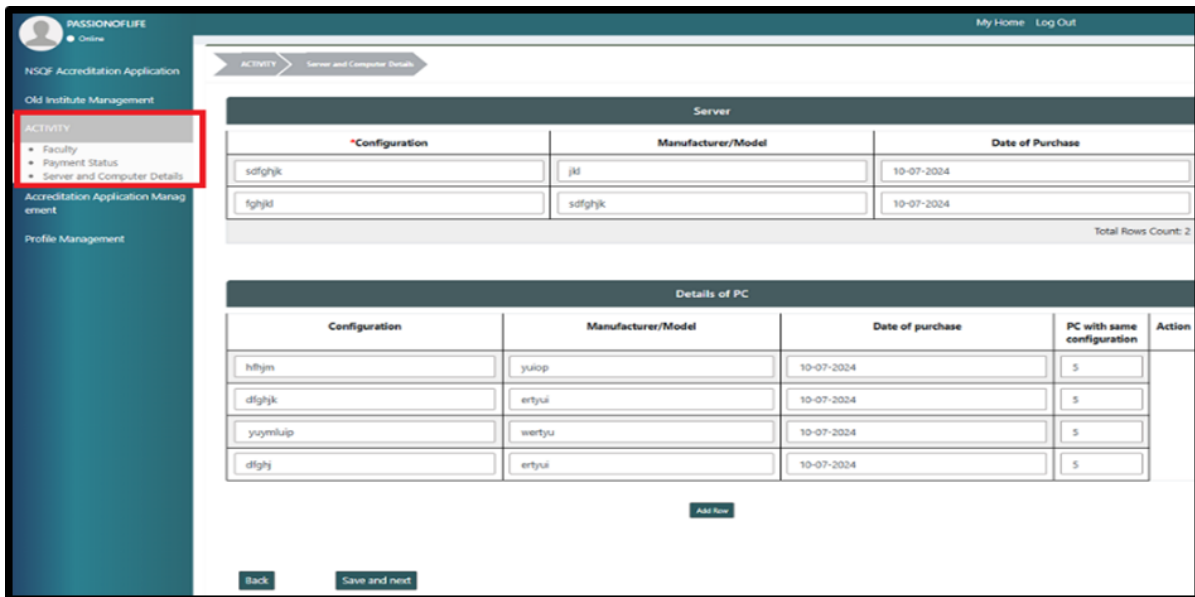 PASSIONOFLIFE
Online
My Home Log Out
NSQF Accreditation Application
Old Institute Management
ACTIVITY
Faculty
Payment Status
Server and Computer Details
Accreditation Application Manag
ement
Profile Management
ACTIVITY Server and Computer Details
Server
*Configuration Manufacturer/Model Date of Purchase
sdfghjk jkl 10-07-2024
fghjkl sdfghjk 10-07-2024
Total Rows Count: 2
Details of PC
Configuration Manufacturer/Model Date of purchase PC with same Action
configuration
hfhjm yuiop 10-07-2024 5
dfghjk ertyui 10-07-2024 5
yuymluip wertyu 10-07-2024 5
dfghj ertyui 10-07-2024 5
Add Row
Back Save and next